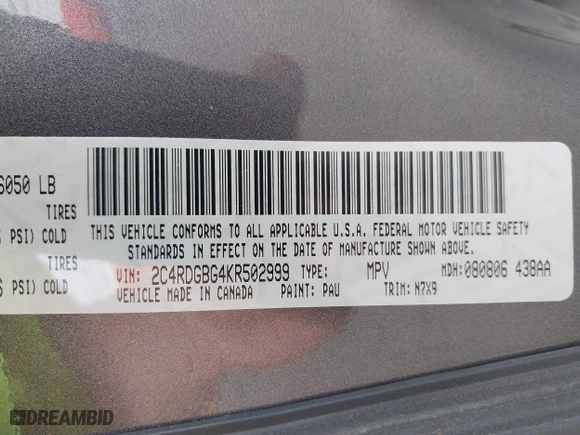 6050 LB
TIRES
PSI) COLD
TIRES
PSI) COLD
THIS VEHICLE CONFORMS TO ALL APPLICABLE U.S.A. FEDERAL MOTOR VEHICLE SAFETY
STANDARDS IN EFFECT ON THE DATE OF MANUFACTURE SHOWN ABOVE.
VIN: 2C4RDGBG4KR502999 TYPE: MPV MDH: 080806 438AA
VEHICLE MADE IN CANADA PAINT: PAU TRIM: N7X9
DREAMBID